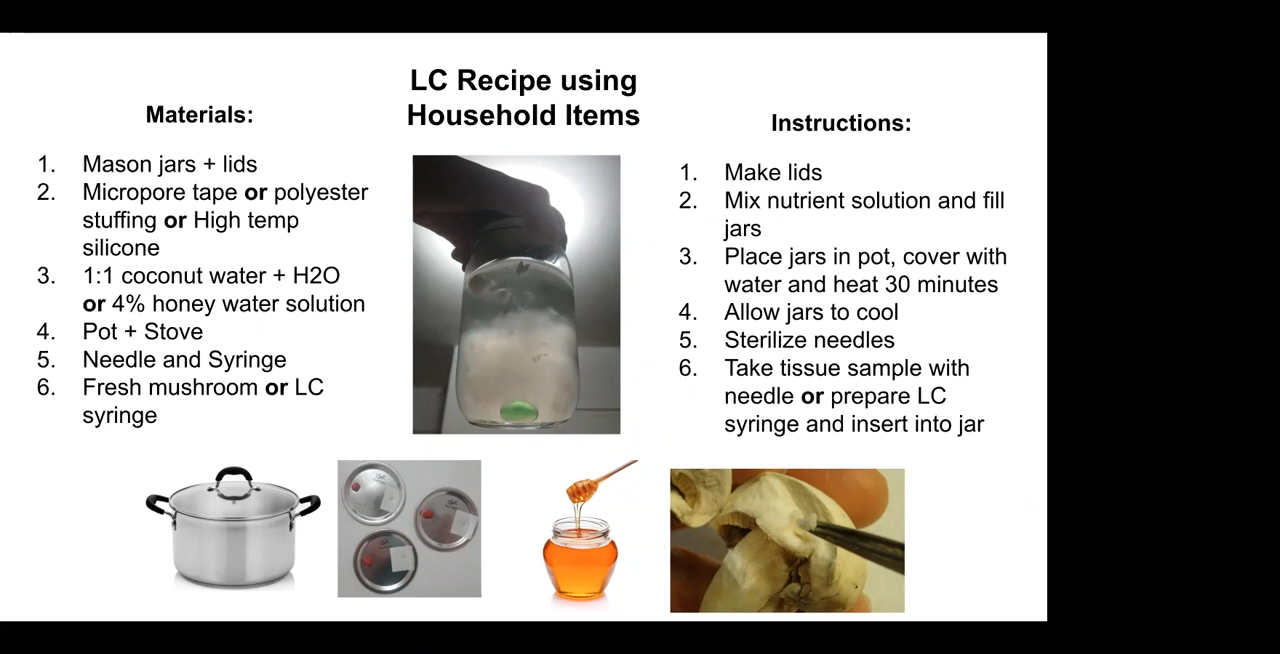 LC Recipe using
Household Items
Materials:
1. Mason jars + lids
2. Micropore tape or polyester
stuffing or High temp
silicone
3. 1:1 coconut water + H2O
or 4% honey water solution
4. Pot + Stove
5. Needle and Syringe
6. Fresh mushroom or LC
syringe
Instructions:
1. Make lids
2. Mix nutrient solution and fill
jars
3. Place jars in pot, cover with
water and heat 30 minutes
4. Allow jars to cool
5. Sterilize needles
6. Take tissue sample with
needle or prepare LC
syringe and insert into jar